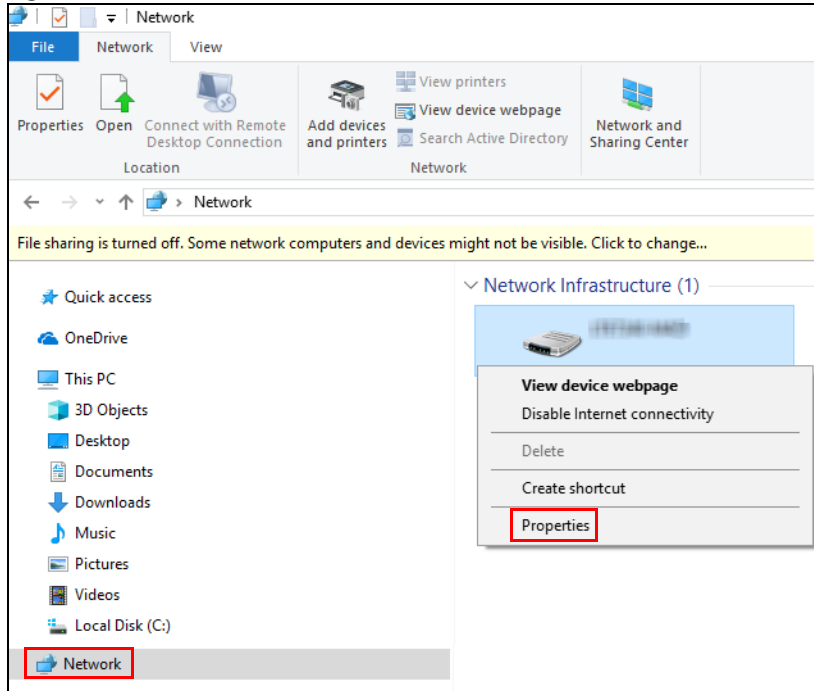 Network
File Network View
Properties Open Connect with Remote Desktop Connection
Location
Add devices and printers
View printers
View device webpage
Search Active Directory
Network
Network and Sharing Center
Network
File sharing is turned off. Some network computers and devices might not be visible. Click to change...
Quick access
OneDrive
This PC
3D Objects
Desktop
Documents
Downloads
Music
Pictures
Videos
Local Disk (C:)
Network
Network Infrastructure (1)
View device webpage
Disable Internet connectivity
Delete
Create shortcut
Properties